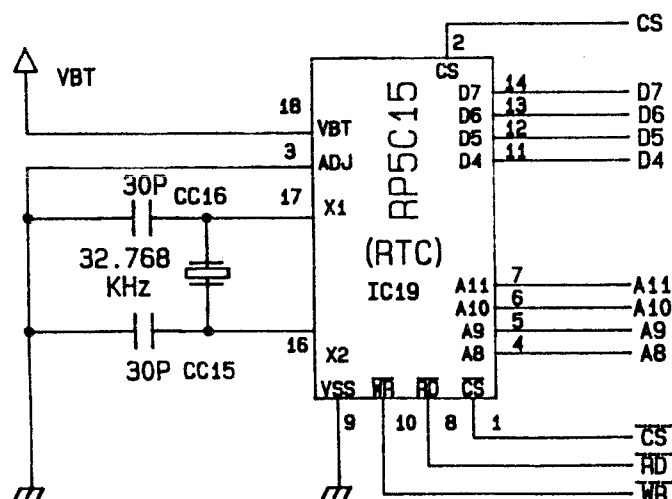 CS
2
CS
VBT
18
VBT
3
ADJ
30P CC16
17
X1
32.768
KHz
30P CC15
16
X2
RP5C15
(RTC)
IC19
D7 14 D7
D6 13 D6
D5 12 D5
D4 11 D4
A11 7 A11
A10 6 A10
A9 5 A9
A8 4 A8
VSS WR RD CS
9 10 8 1
CS
RD
WR